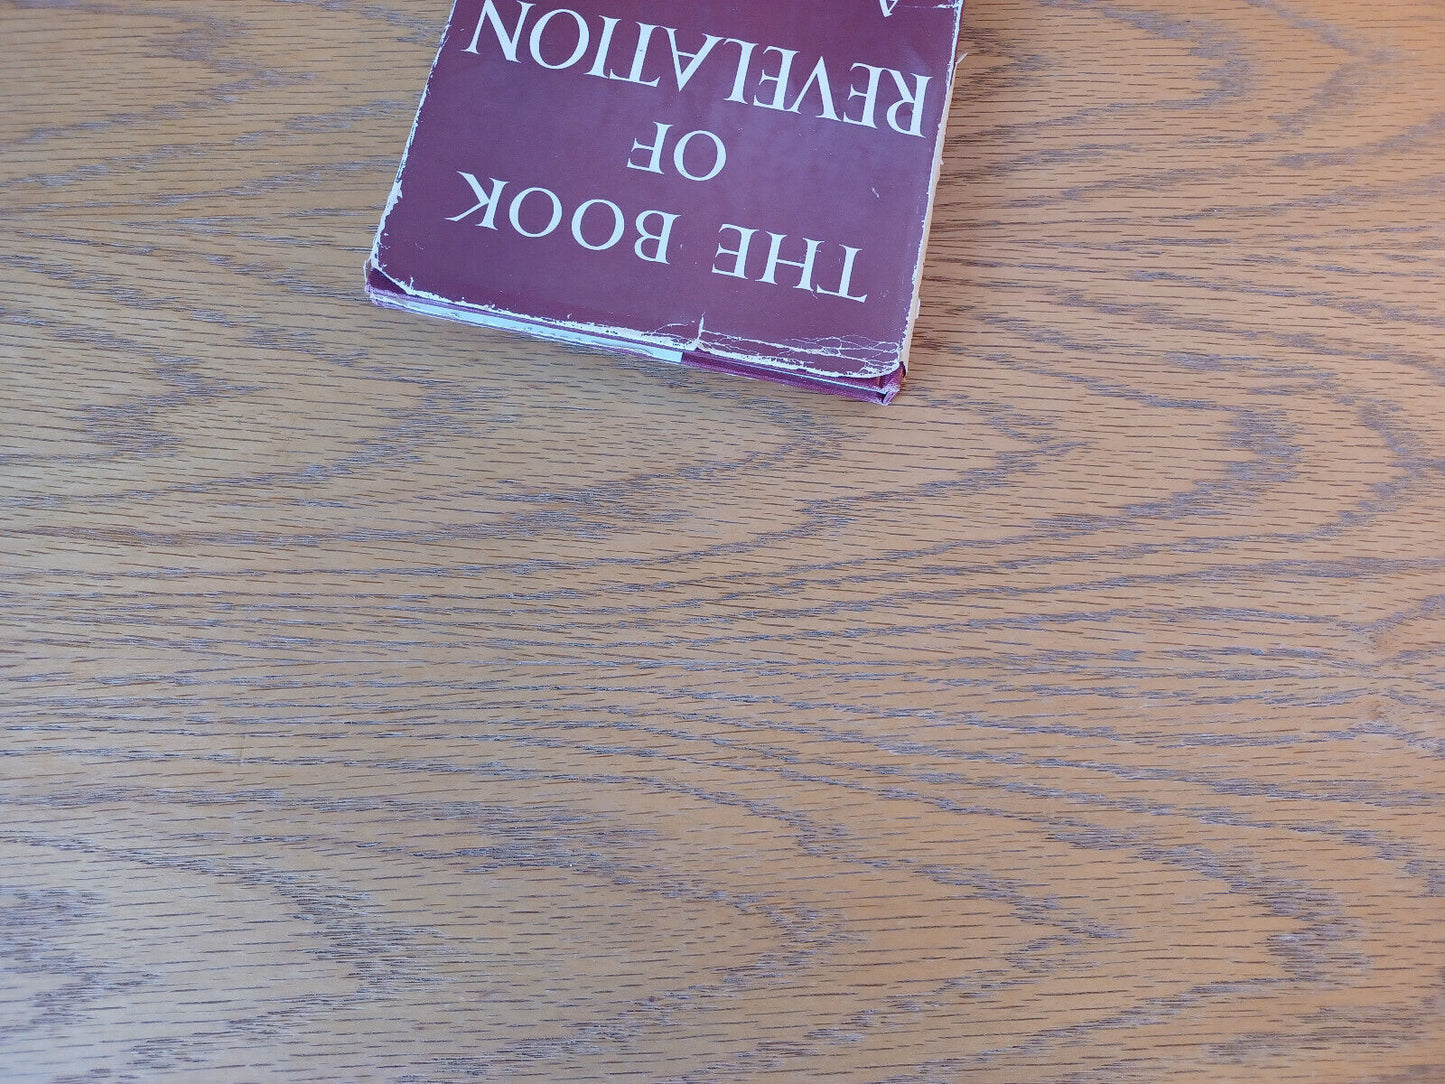 THE BOOK
OF
REVELATION
A